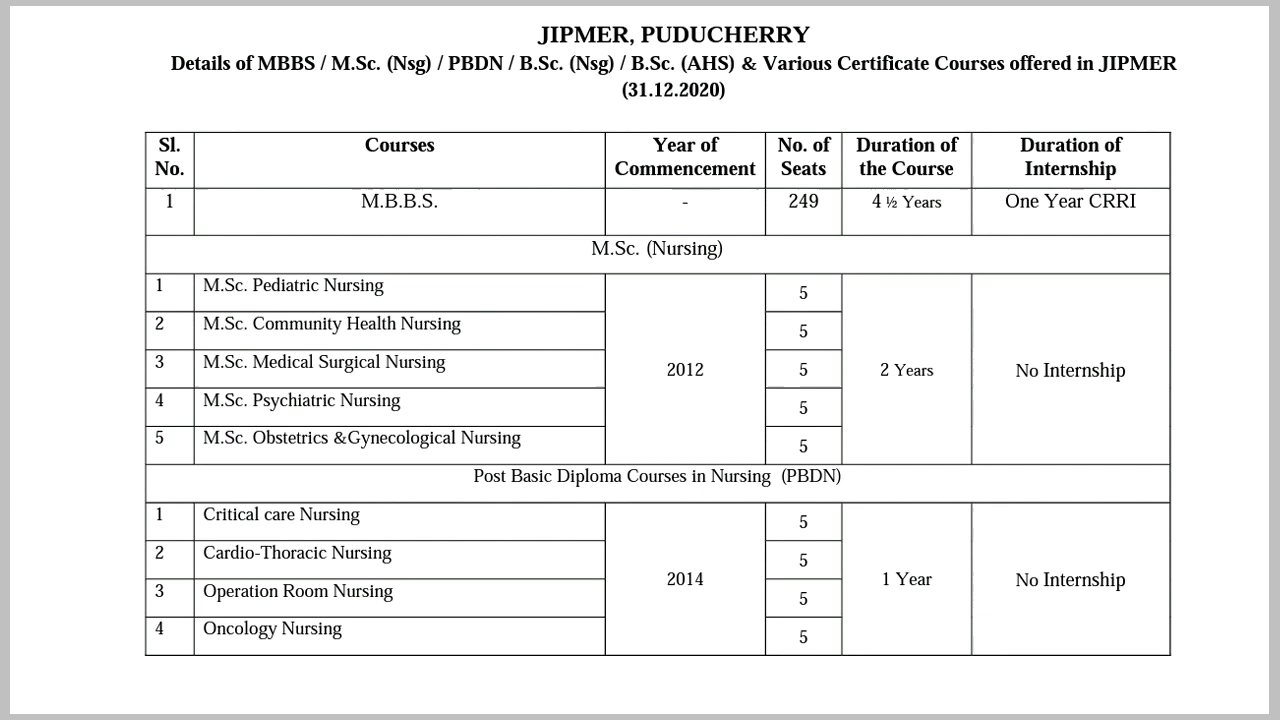 JIPMER, PUDUCHERRY
Details of MBBS / M.Sc. (Nsg) / PBDN / B.Sc. (Nsg) / B.Sc. (AHS) & Various Certificate Courses offered in JIPMER
(31.12.2020)
Sl. No. Courses Year of Commencement No. of Seats Duration of the Course Duration of Internship
1 M.B.B.S. - 249 4 ½ Years One Year CRRI
M.Sc. (Nursing)
1 M.Sc. Pediatric Nursing 5
2 M.Sc. Community Health Nursing 5
3 M.Sc. Medical Surgical Nursing 2012 5 2 Years No Internship
4 M.Sc. Psychiatric Nursing 5
5 M.Sc. Obstetrics &Gynecological Nursing 5
Post Basic Diploma Courses in Nursing (PBDN)
1 Critical care Nursing 5
2 Cardio-Thoracic Nursing 5
2014 1 Year No Internship
3 Operation Room Nursing 5
4 Oncology Nursing 5